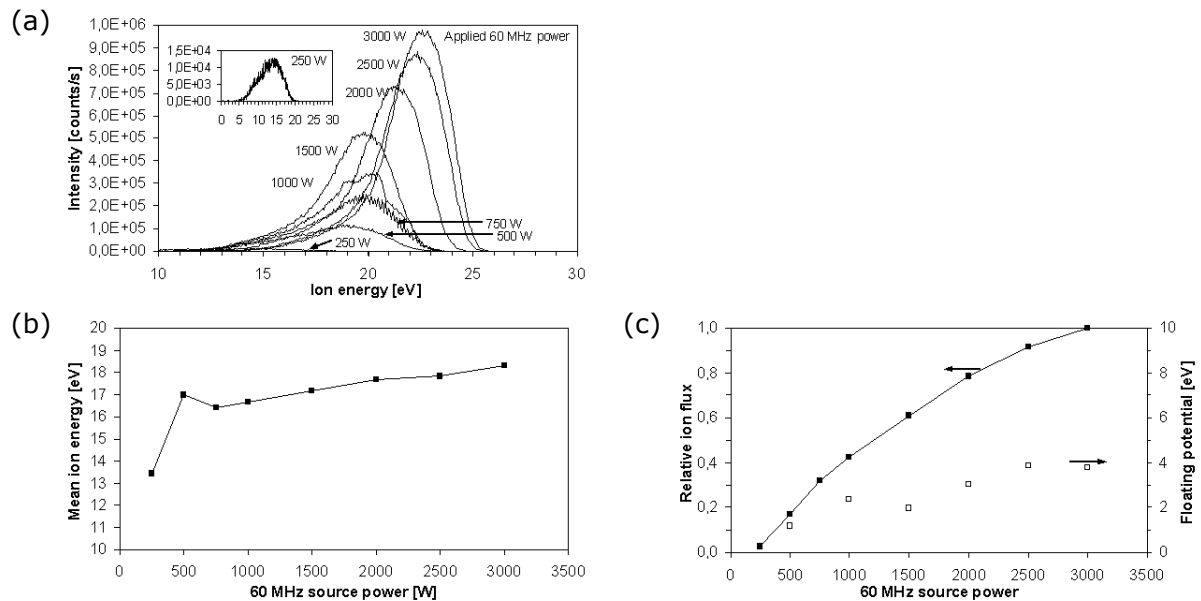 (a)
Intensity [counts/s]
1,0E+06
9,0E+05
8,0E+05
7,0E+05
6,0E+05
5,0E+05
4,0E+05
3,0E+05
2,0E+05
1,0E+05
0,0E+00
1,5E+04
1,0E+04
5,0E+03
0,0E+00
0 5 10 15 20 25 30
250 W
3000 W
Applied 60 MHz power
2500 W
2000 W
1500 W
1000 W
750 W
500 W
250 W
10 15 20 25 30
Ion energy [eV]
(b)
Mean ion energy [eV]
20
19
18
17
16
15
14
13
12
11
10
0 500 1000 1500 2000 2500 3000 3500
60 MHz source power [W]
(c)
Relative ion flux
1,0
0,8
0,6
0,4
0,2
0,0
10
8
6
4
2
0
Floating potential [eV]
0 500 1000 1500 2000 2500 3000 3500
60 MHz source power